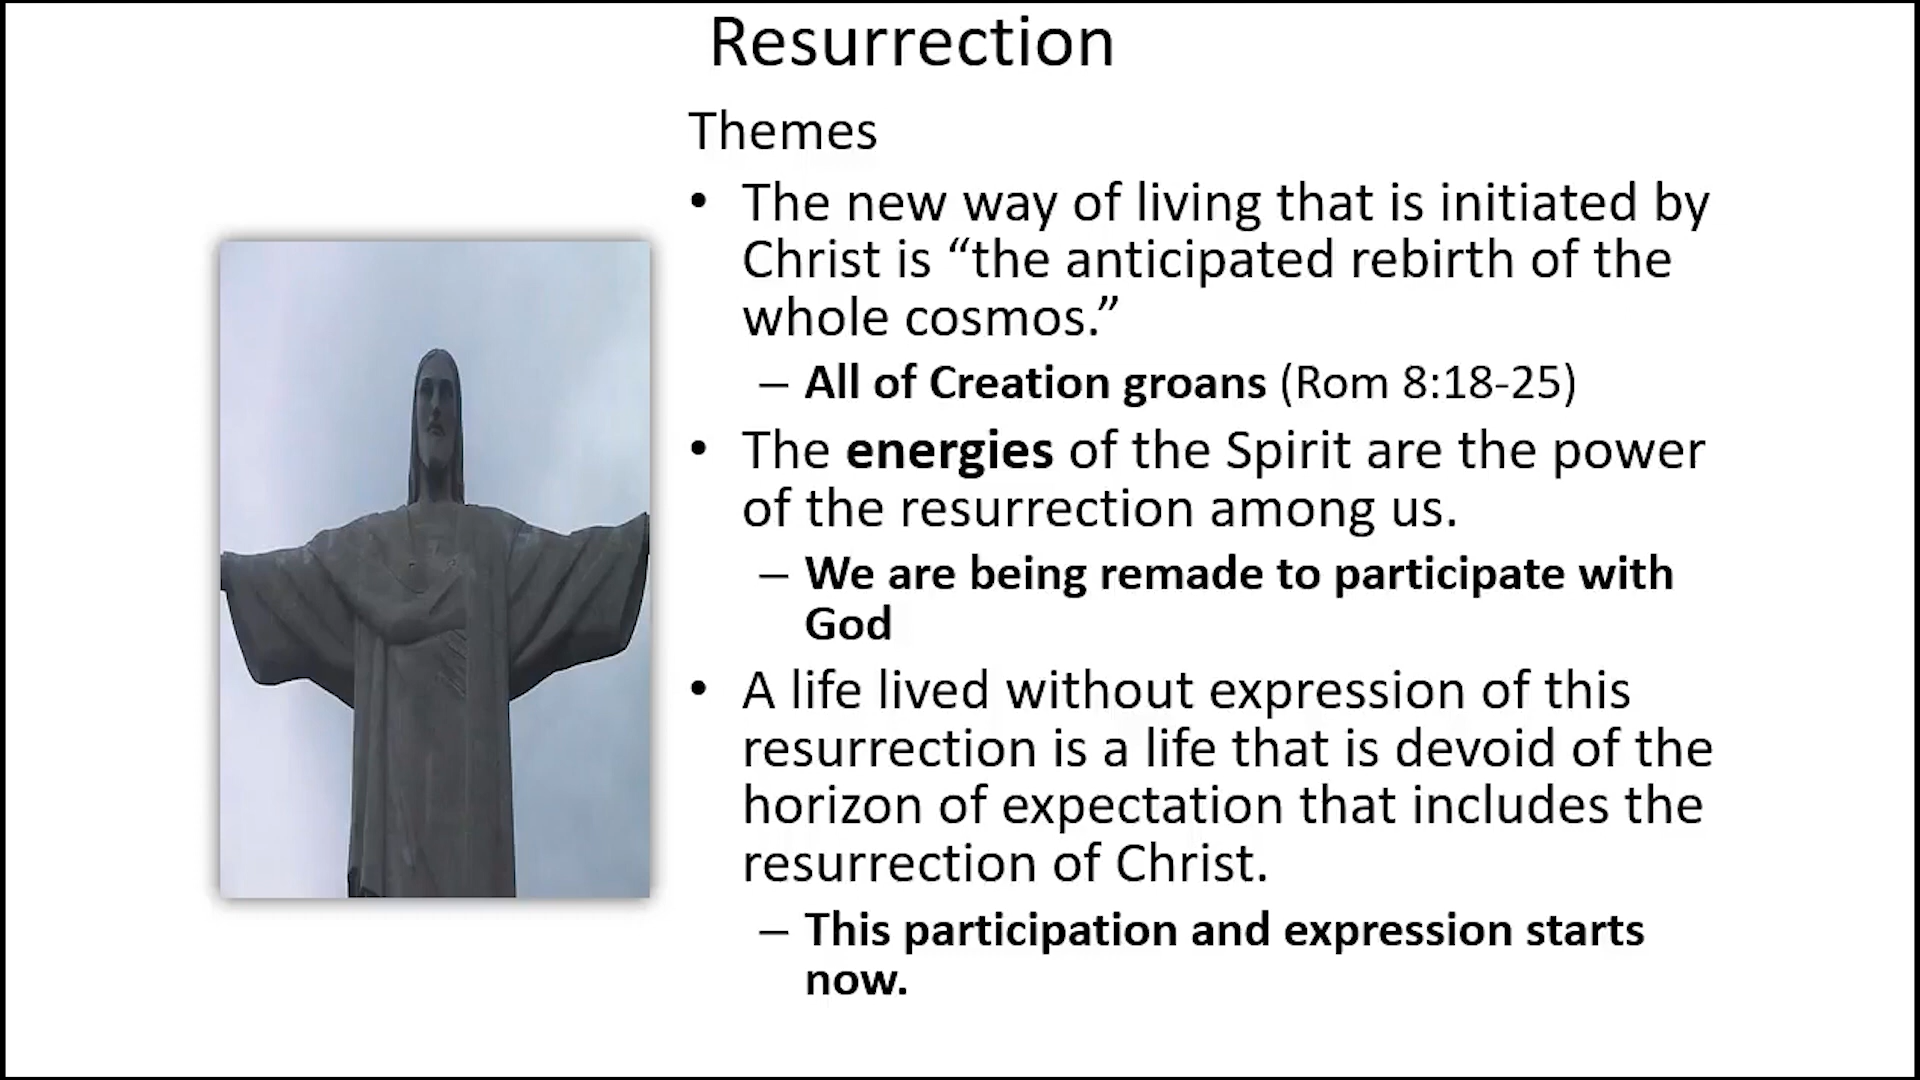 Resurrection
Themes
• The new way of living that is initiated by
Christ is “the anticipated rebirth of the
whole cosmos.”
– All of Creation groans (Rom 8:18-25)
• The energies of the Spirit are the power
of the resurrection among us.
– We are being remade to participate with
God
• A life lived without expression of this
resurrection is a life that is devoid of the
horizon of expectation that includes the
resurrection of Christ.
– This participation and expression starts
now.